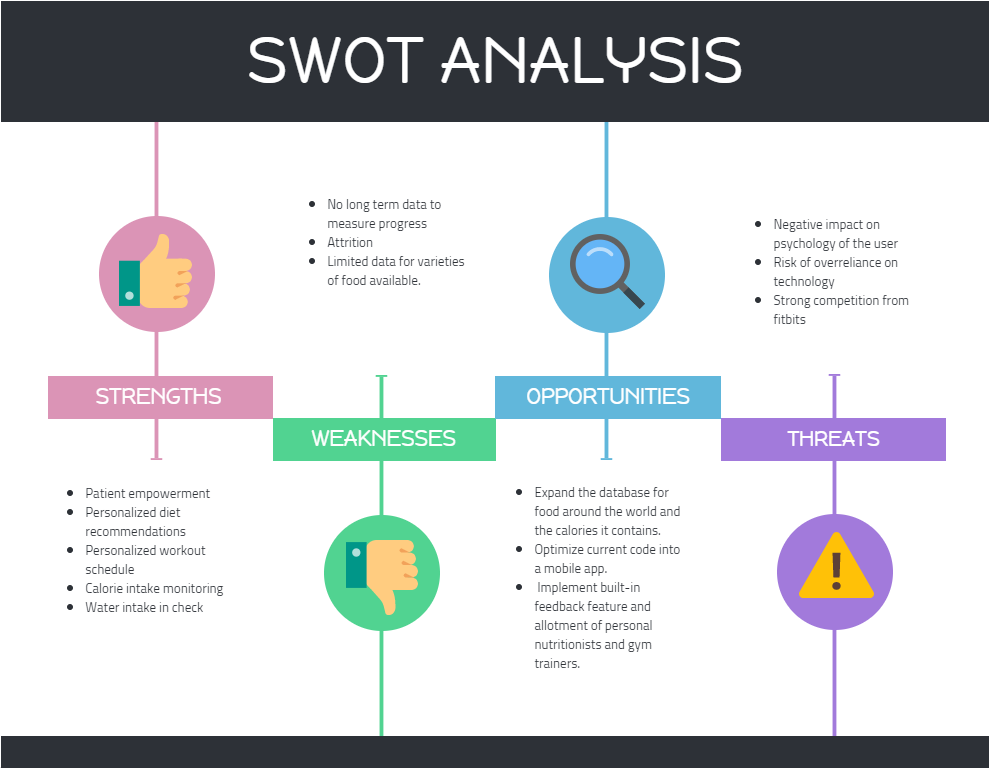 SWOT ANALYSIS
STRENGTHS
• Patient empowerment
• Personalized diet
recommendations
• Personalized workout
schedule
• Calorie intake monitoring
• Water intake in check
• No long term data to
measure progress
• Attrition
• Limited data for varieties
of food available.
WEAKNESSES
OPPORTUNITIES
• Expand the database for
food around the world and
the calories it contains.
• Optimize current code into
a mobile app.
• Implement built-in
feedback feature and
allotment of personal
nutritionists and gym
trainers.
• Negative impact on
psychology of the user
• Risk of overreliance on
technology
• Strong competition from
fitbits
THREATS